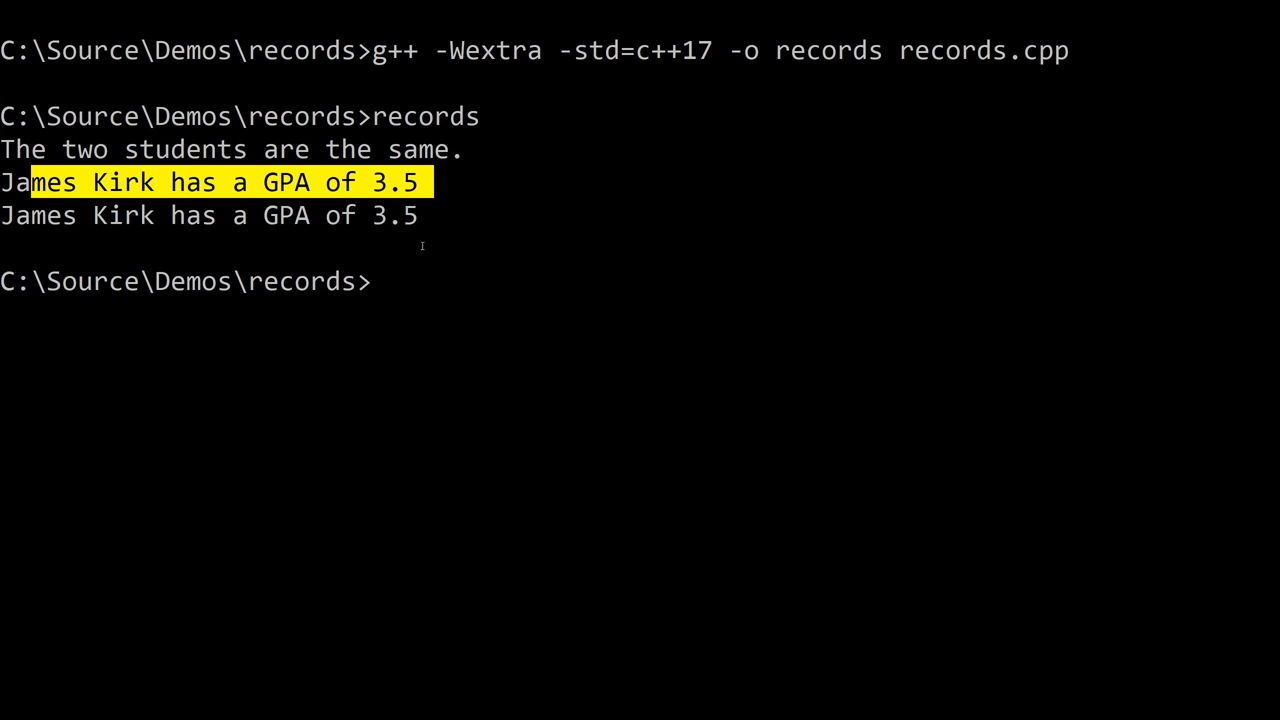 C:\Source\Demos\records>g++ -Wextra -std=c++17 -o records records.cpp
C:\Source\Demos\records>records
The two students are the same.
James Kirk has a GPA of 3.5
James Kirk has a GPA of 3.5
C:\Source\Demos\records>